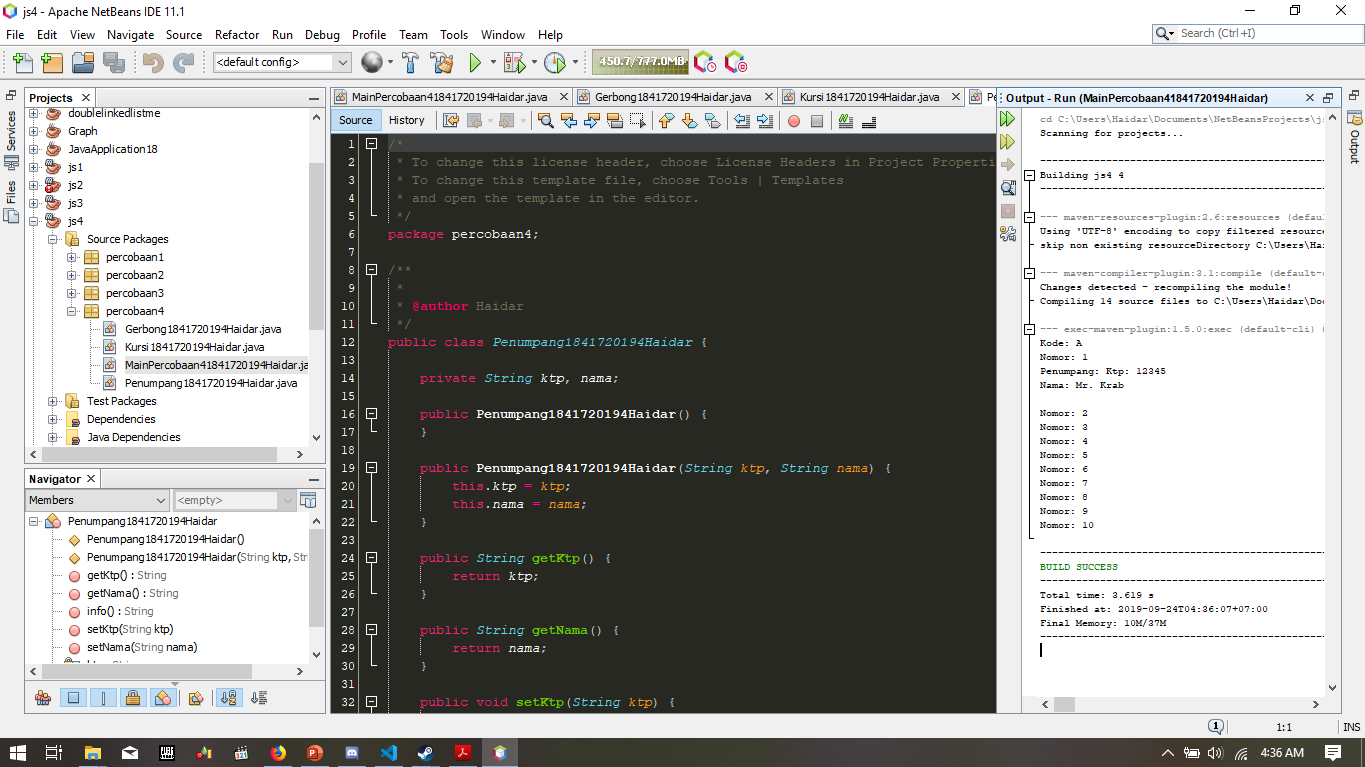 js4 - Apache NetBeans IDE 11.1
File Edit View Navigate Source Refactor Run Debug Profile Team Tools Window Help
Search (Ctrl+I)
<default config>
450.7/777.0MB
Services
Files
Projects
doublelinkedlistme
Graph
JavaApplication18
js1
js2
js3
js4
Source Packages
percobaan1
percobaan2
percobaan3
percobaan4
Gerbong1841720194Haidar.java
Kursi1841720194Haidar.java
MainPercobaan41841720194Haidar.ja
Penumpang1841720194Haidar.java
Test Packages
Dependencies
Java Dependencies
Navigator
Members
<empty>
Penumpang1841720194Haidar
Penumpang1841720194Haidar()
Penumpang1841720194Haidar(String ktp, Str
getKtp() : String
getNama() : String
info() : String
setKtp(String ktp)
setNama(String nama)
MainPercobaan41841720194Haidar.java
Gerbong1841720194Haidar.java
Kursi1841720194Haidar.java
Pe
Source History
1 /*
2 * To change this license header, choose License Headers in Project Properti
3 * To change this template file, choose Tools | Templates
4 * and open the template in the editor.
5 */
6 package percobaan4;
7
8 /**
9 *
10 * @author Haidar
11 */
12 public class Penumpang1841720194Haidar {
13
14 private String ktp, nama;
15
16 public Penumpang1841720194Haidar() {
17 }
18
19 public Penumpang1841720194Haidar(String ktp, String nama) {
20 this.ktp = ktp;
21 this.nama = nama;
22 }
23
24 public String getKtp() {
25 return ktp;
26 }
27
28 public String getNama() {
29 return nama;
30 }
31
32 public void setKtp(String ktp) {
Output - Run (MainPercobaan41841720194Haidar)
Output
cd C:\Users\Haidar\Documents\NetBeansProjects\js
Scanning for projects...
Building js4 4
--- maven-resources-plugin:2.6:resources (defau
Using 'UTF-8' encoding to copy filtered resourc
skip non existing resourceDirectory C:\Users\Hai
--- maven-compiler-plugin:3.1:compile (default-c
Changes detected - recompiling the module!
Compiling 14 source files to C:\Users\Haidar\Doc
--- exec-maven-plugin:1.5.0:exec (default-cli)
Kode: A
Nomor: 1
Penumpang: Ktp: 12345
Nama: Mr. Krab
Nomor: 2
Nomor: 3
Nomor: 4
Nomor: 5
Nomor: 6
Nomor: 7
Nomor: 8
Nomor: 9
Nomor: 10
BUILD SUCCESS
Total time: 3.619 s
Finished at: 2019-09-24T04:36:07+07:00
Final Memory: 10M/37M
1:1 INS
4:36 AM